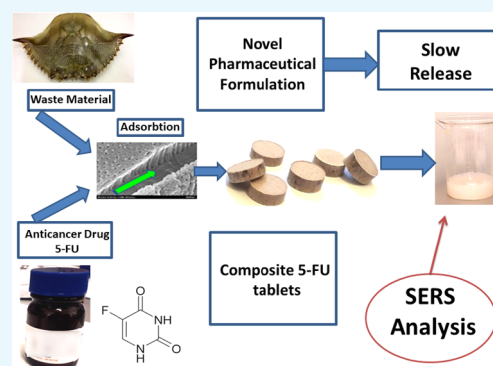 Novel
Pharmaceutical
Formulation
Slow
Release
Waste Material
Adsorbtion
Anticancer Drug
5-FU
Composite 5-FU
tablets
SERS
Analysis
O
F
NH
N
H
O